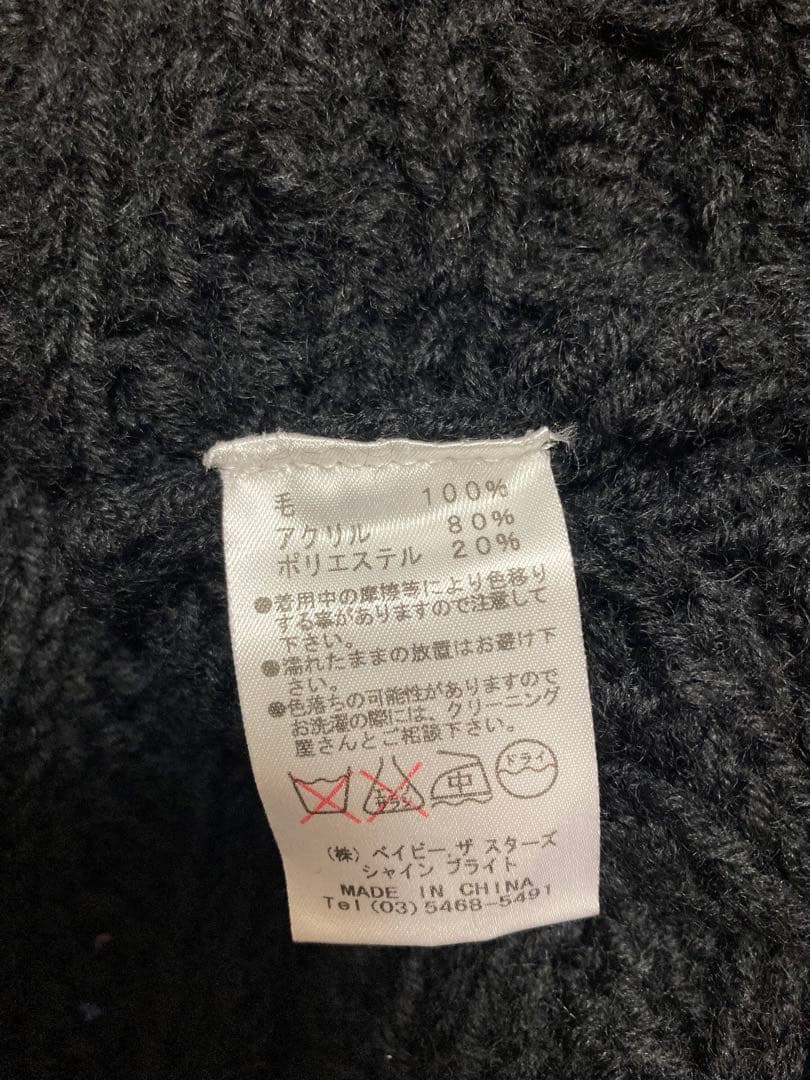 毛 100%
アクリル 80%
ポリエステル 20%
●着用中の摩擦等により色移り
する事がありますので注意して
下さい。
●濡れたままの放置はお避け下
さい。
●色落ちの可能性がありますので
お洗濯の際には、クリーニング
屋さんとご相談下さい。
エンソ サラシ 中 ドライ
(株) ベイビー ザ スターズ
シャイン ブライト
MADE IN CHINA
Tel (03) 5468-5491